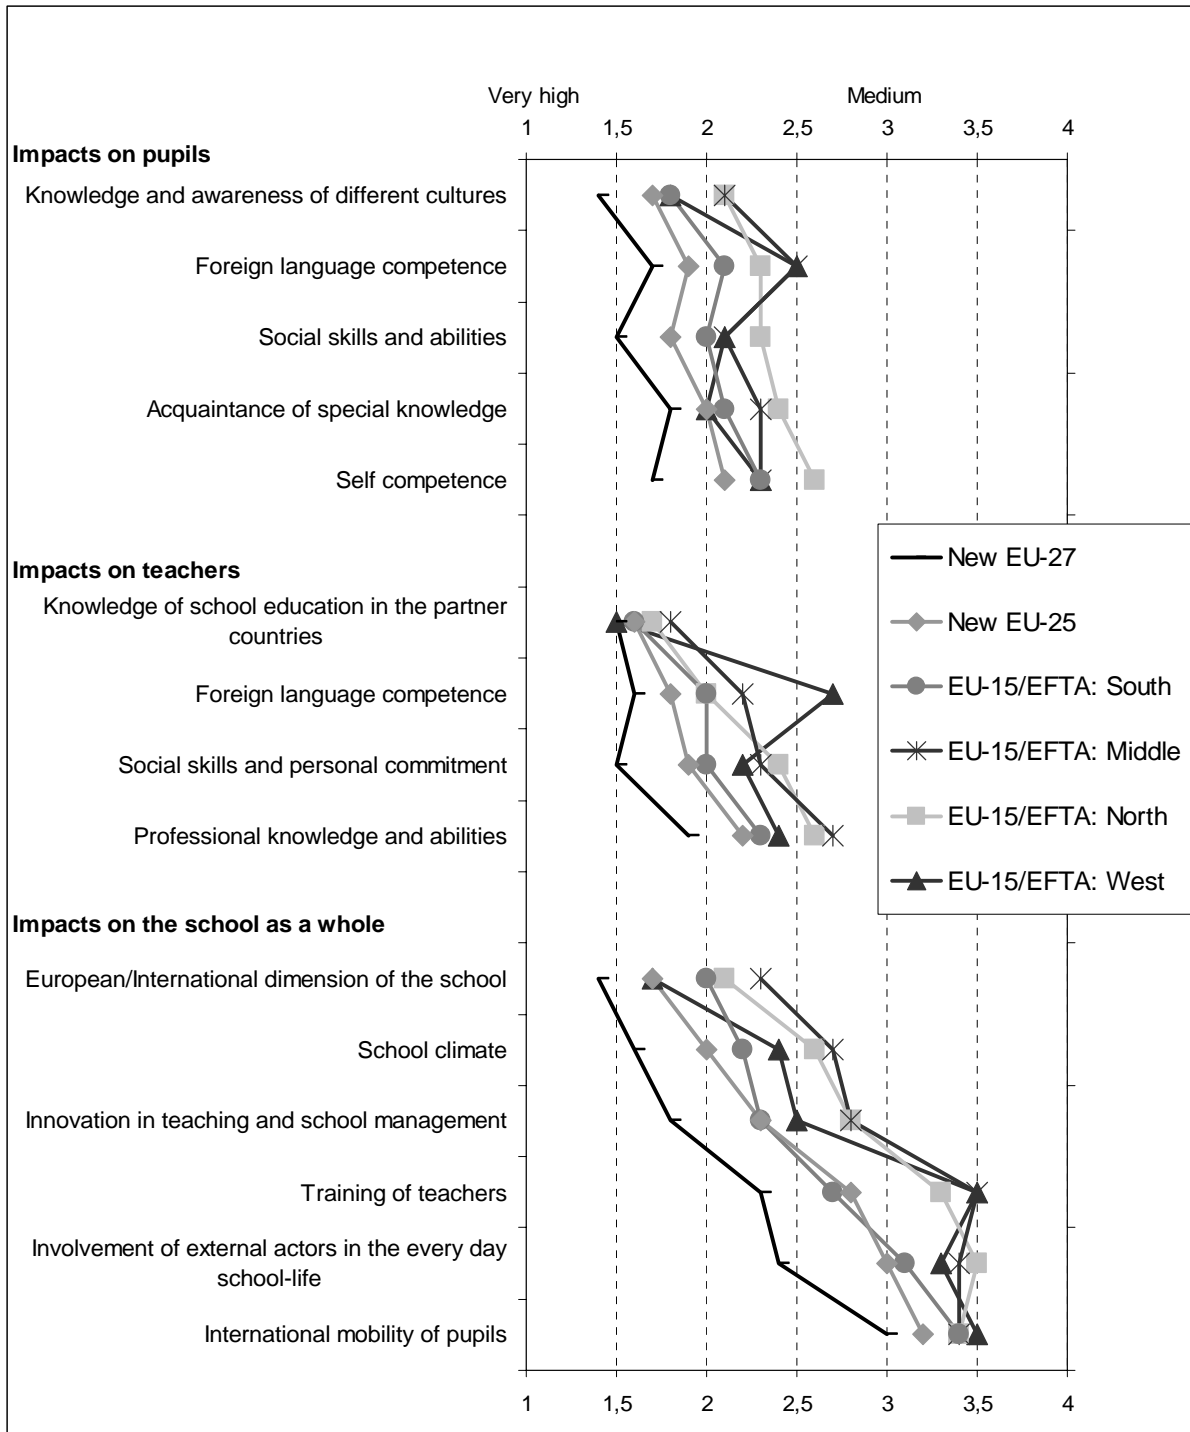 Very high Medium
1 1,5 2 2,5 3 3,5 4
Impacts on pupils
Knowledge and awareness of different cultures
Foreign language competence
Social skills and abilities
Acquaintance of special knowledge
Self competence
Impacts on teachers
Knowledge of school education in the partner
countries
Foreign language competence
Social skills and personal commitment
Professional knowledge and abilities
Impacts on the school as a whole
European/International dimension of the school
School climate
Innovation in teaching and school management
Training of teachers
Involvement of external actors in the every day
school-life
International mobility of pupils
New EU-27
New EU-25
EU-15/EFTA: South
EU-15/EFTA: Middle
EU-15/EFTA: North
EU-15/EFTA: West
1 1,5 2 2,5 3 3,5 4